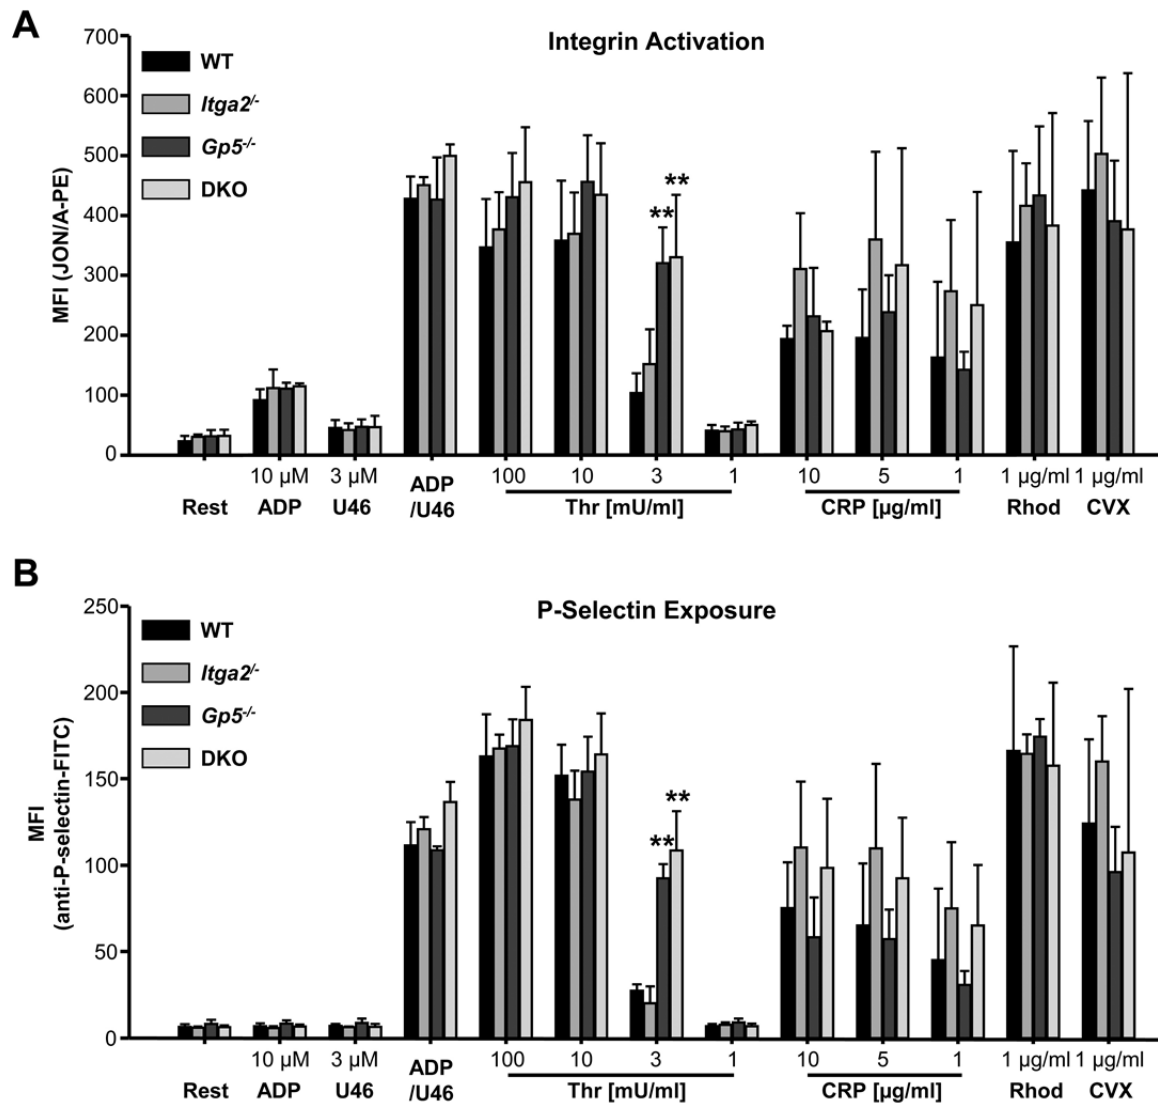 A
Integrin Activation
MFI (JON/A-PE)
700
600
500
400
300
200
100
0
WT
Itga2-/-
Gp5-/-
DKO
** **
10 µM 3 µM 100 10 3 1 10 5 1 1 µg/ml 1 µg/ml
Rest ADP U46 ADP /U46 Thr [mU/ml] CRP [µg/ml] Rhod CVX
B
P-Selectin Exposure
MFI
(anti-P-selectin-FITC)
250
200
150
100
50
0
WT
Itga2-/-
Gp5-/-
DKO
** **
10 µM 3 µM 100 10 3 1 10 5 1 1 µg/ml 1 µg/ml
Rest ADP U46 ADP /U46 Thr [mU/ml] CRP [µg/ml] Rhod CVX